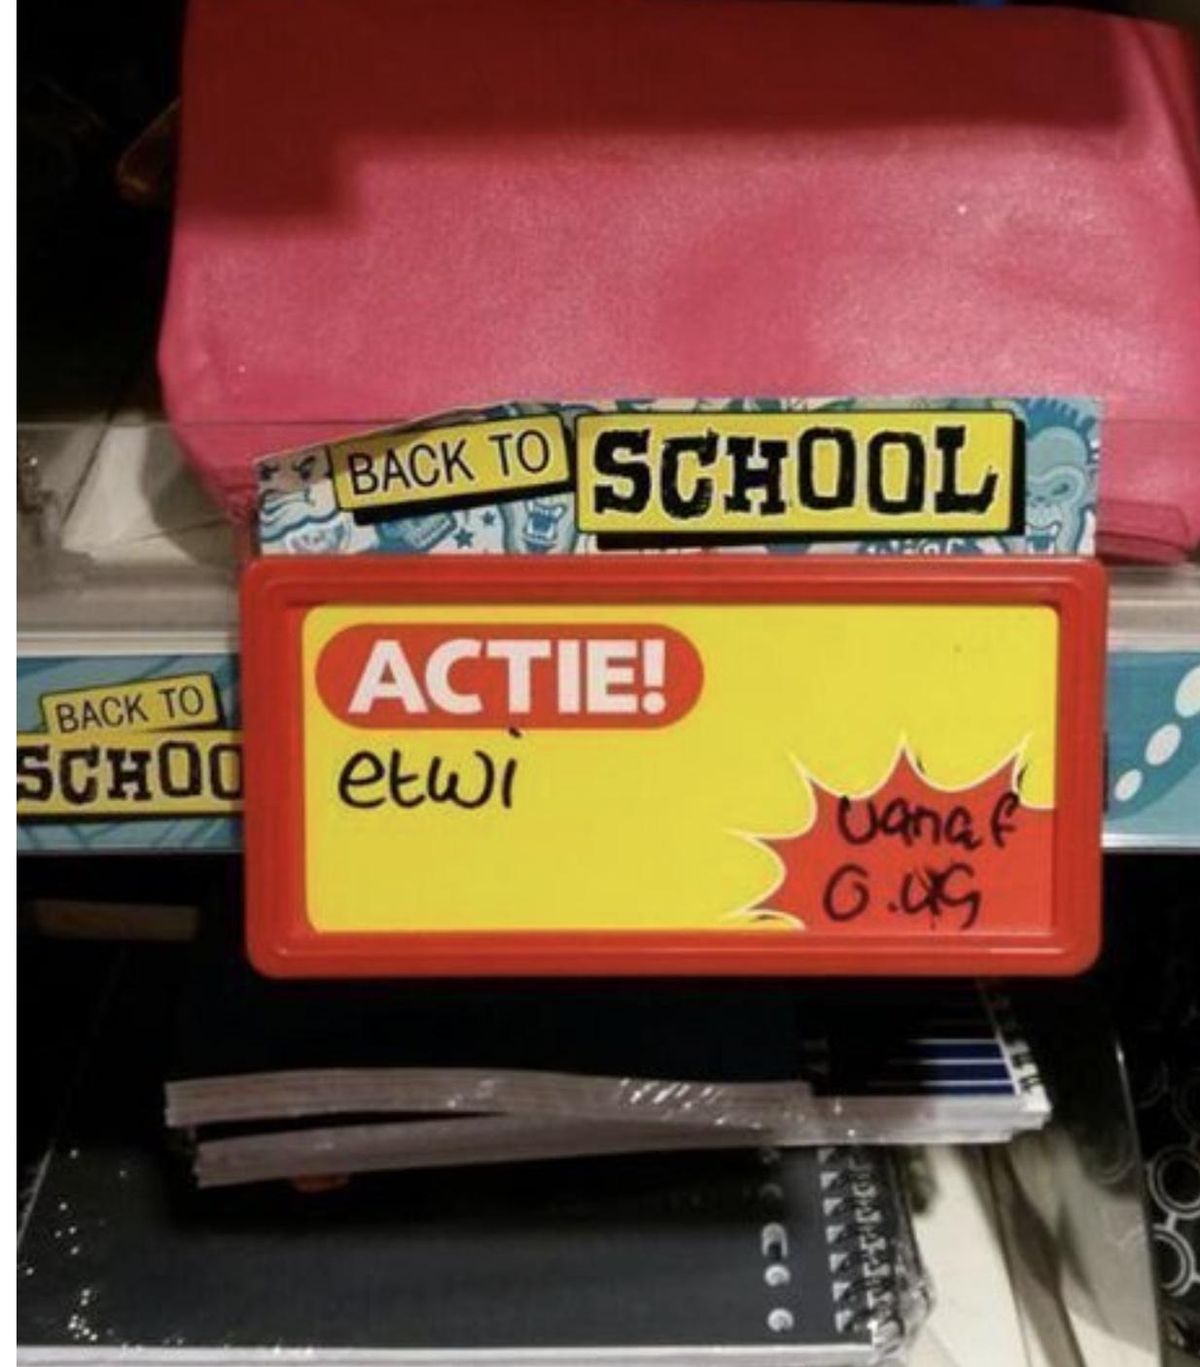 BACK TO SCHOOL
ACTIE!
etwi
vanaf
0.49
BACK TO
SCHOO